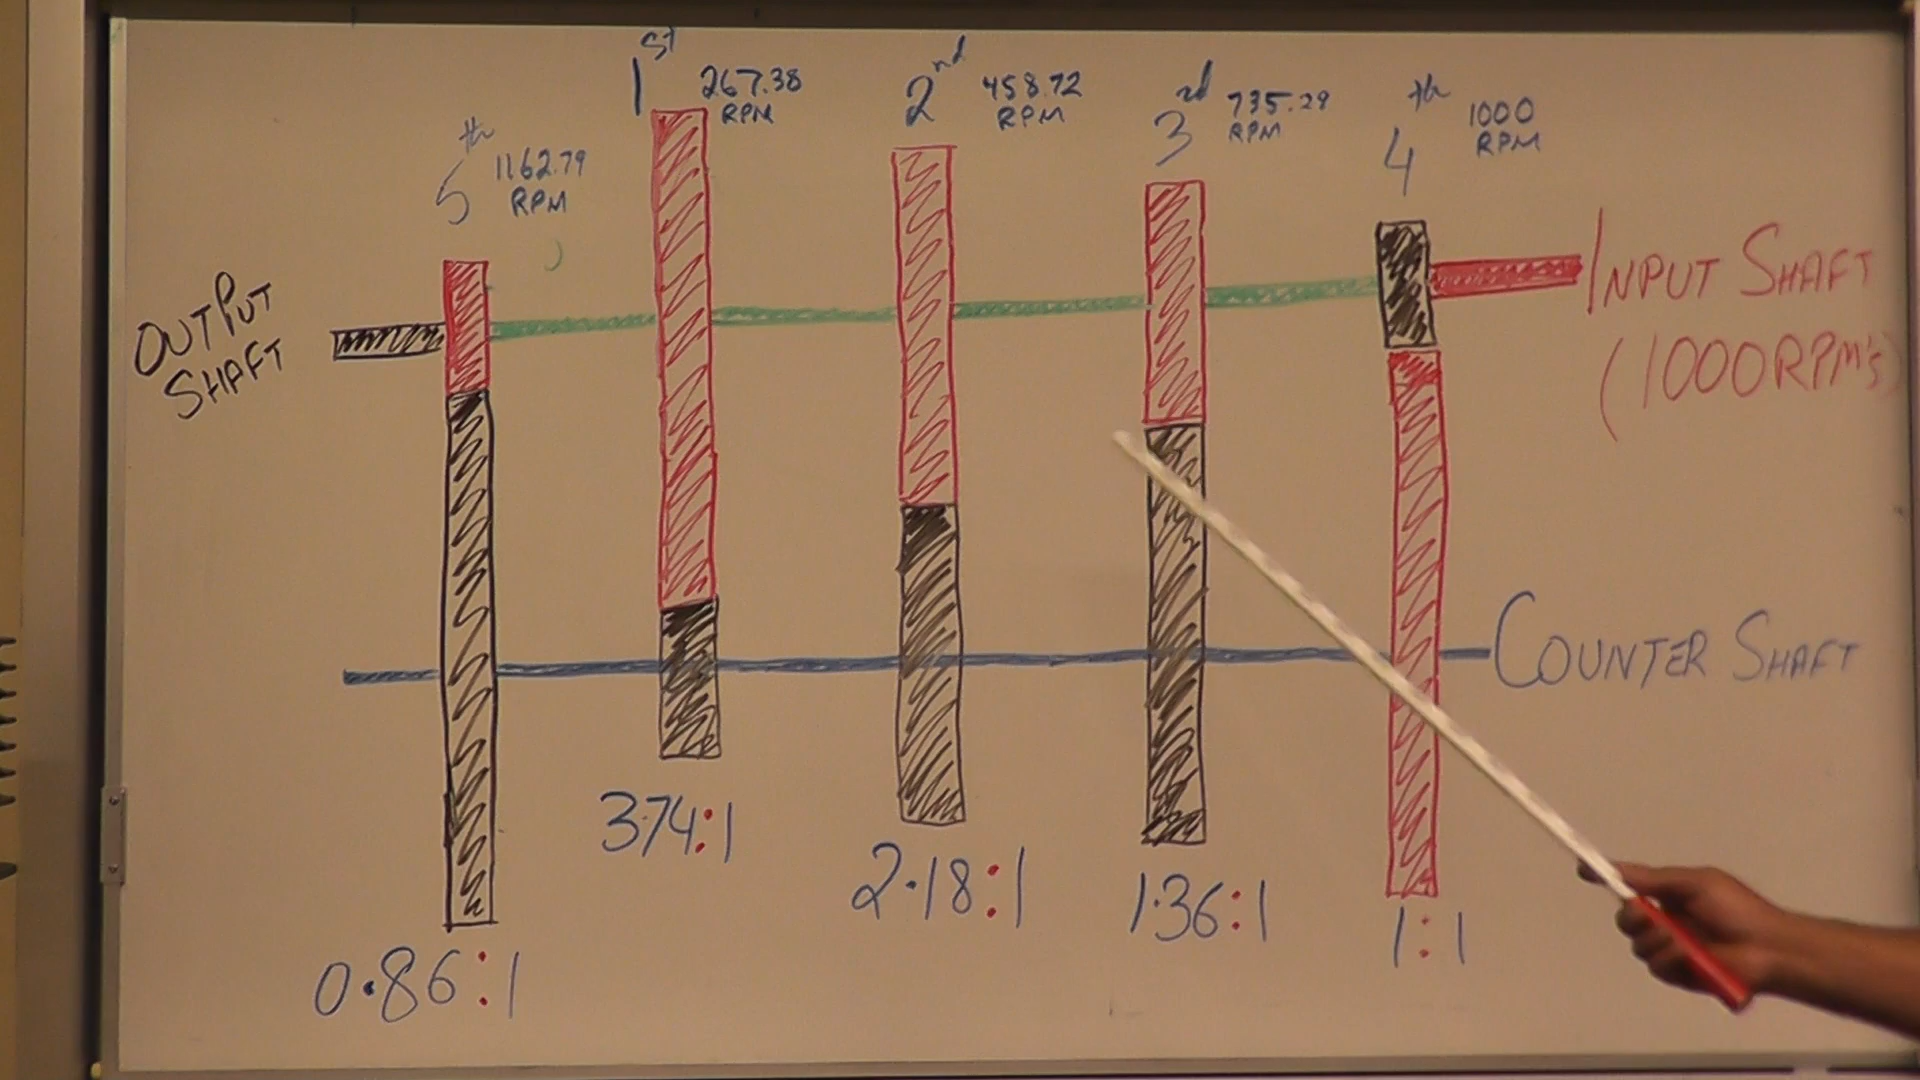 1st
267.38
RPM
2nd
458.72
RPM
3rd
735.29
RPM
4th
1000
RPM
5th
1162.79
RPM
OUTPUT
SHAFT
INPUT SHAFT
(1000RPM's)
COUNTER SHAFT
374:1
2.18:1
1.36:1
1:1
0.86:1